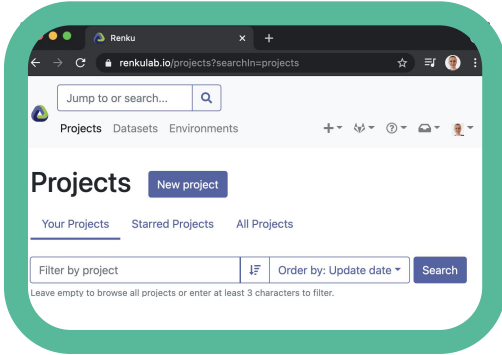 Renku
renkulab.io/projects?searchIn=projects
Jump to or search...
Projects Datasets Environments
Projects New project
Your Projects Starred Projects All Projects
Filter by project Order by: Update date Search
Leave empty to browse all projects or enter at least 3 characters to filter.